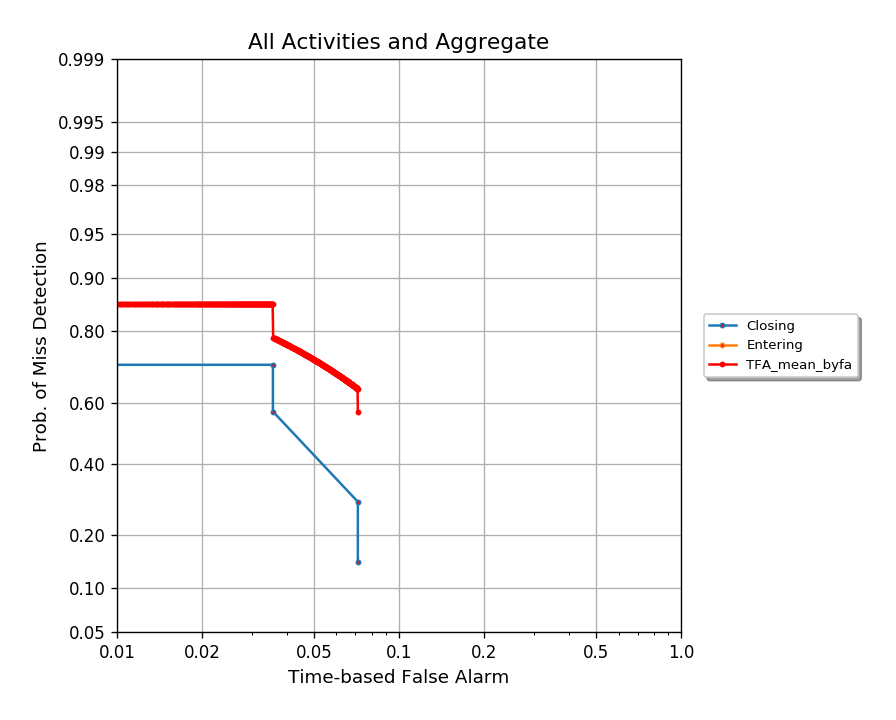 All Activities and Aggregate
0.999
0.995
0.99
0.98
0.95
0.90
0.80
0.60
0.40
0.20
0.10
0.05
Prob. of Miss Detection
0.01 0.02 0.05 0.1 0.2 0.5 1.0
Time-based False Alarm
Closing
Entering
TFA_mean_byfa